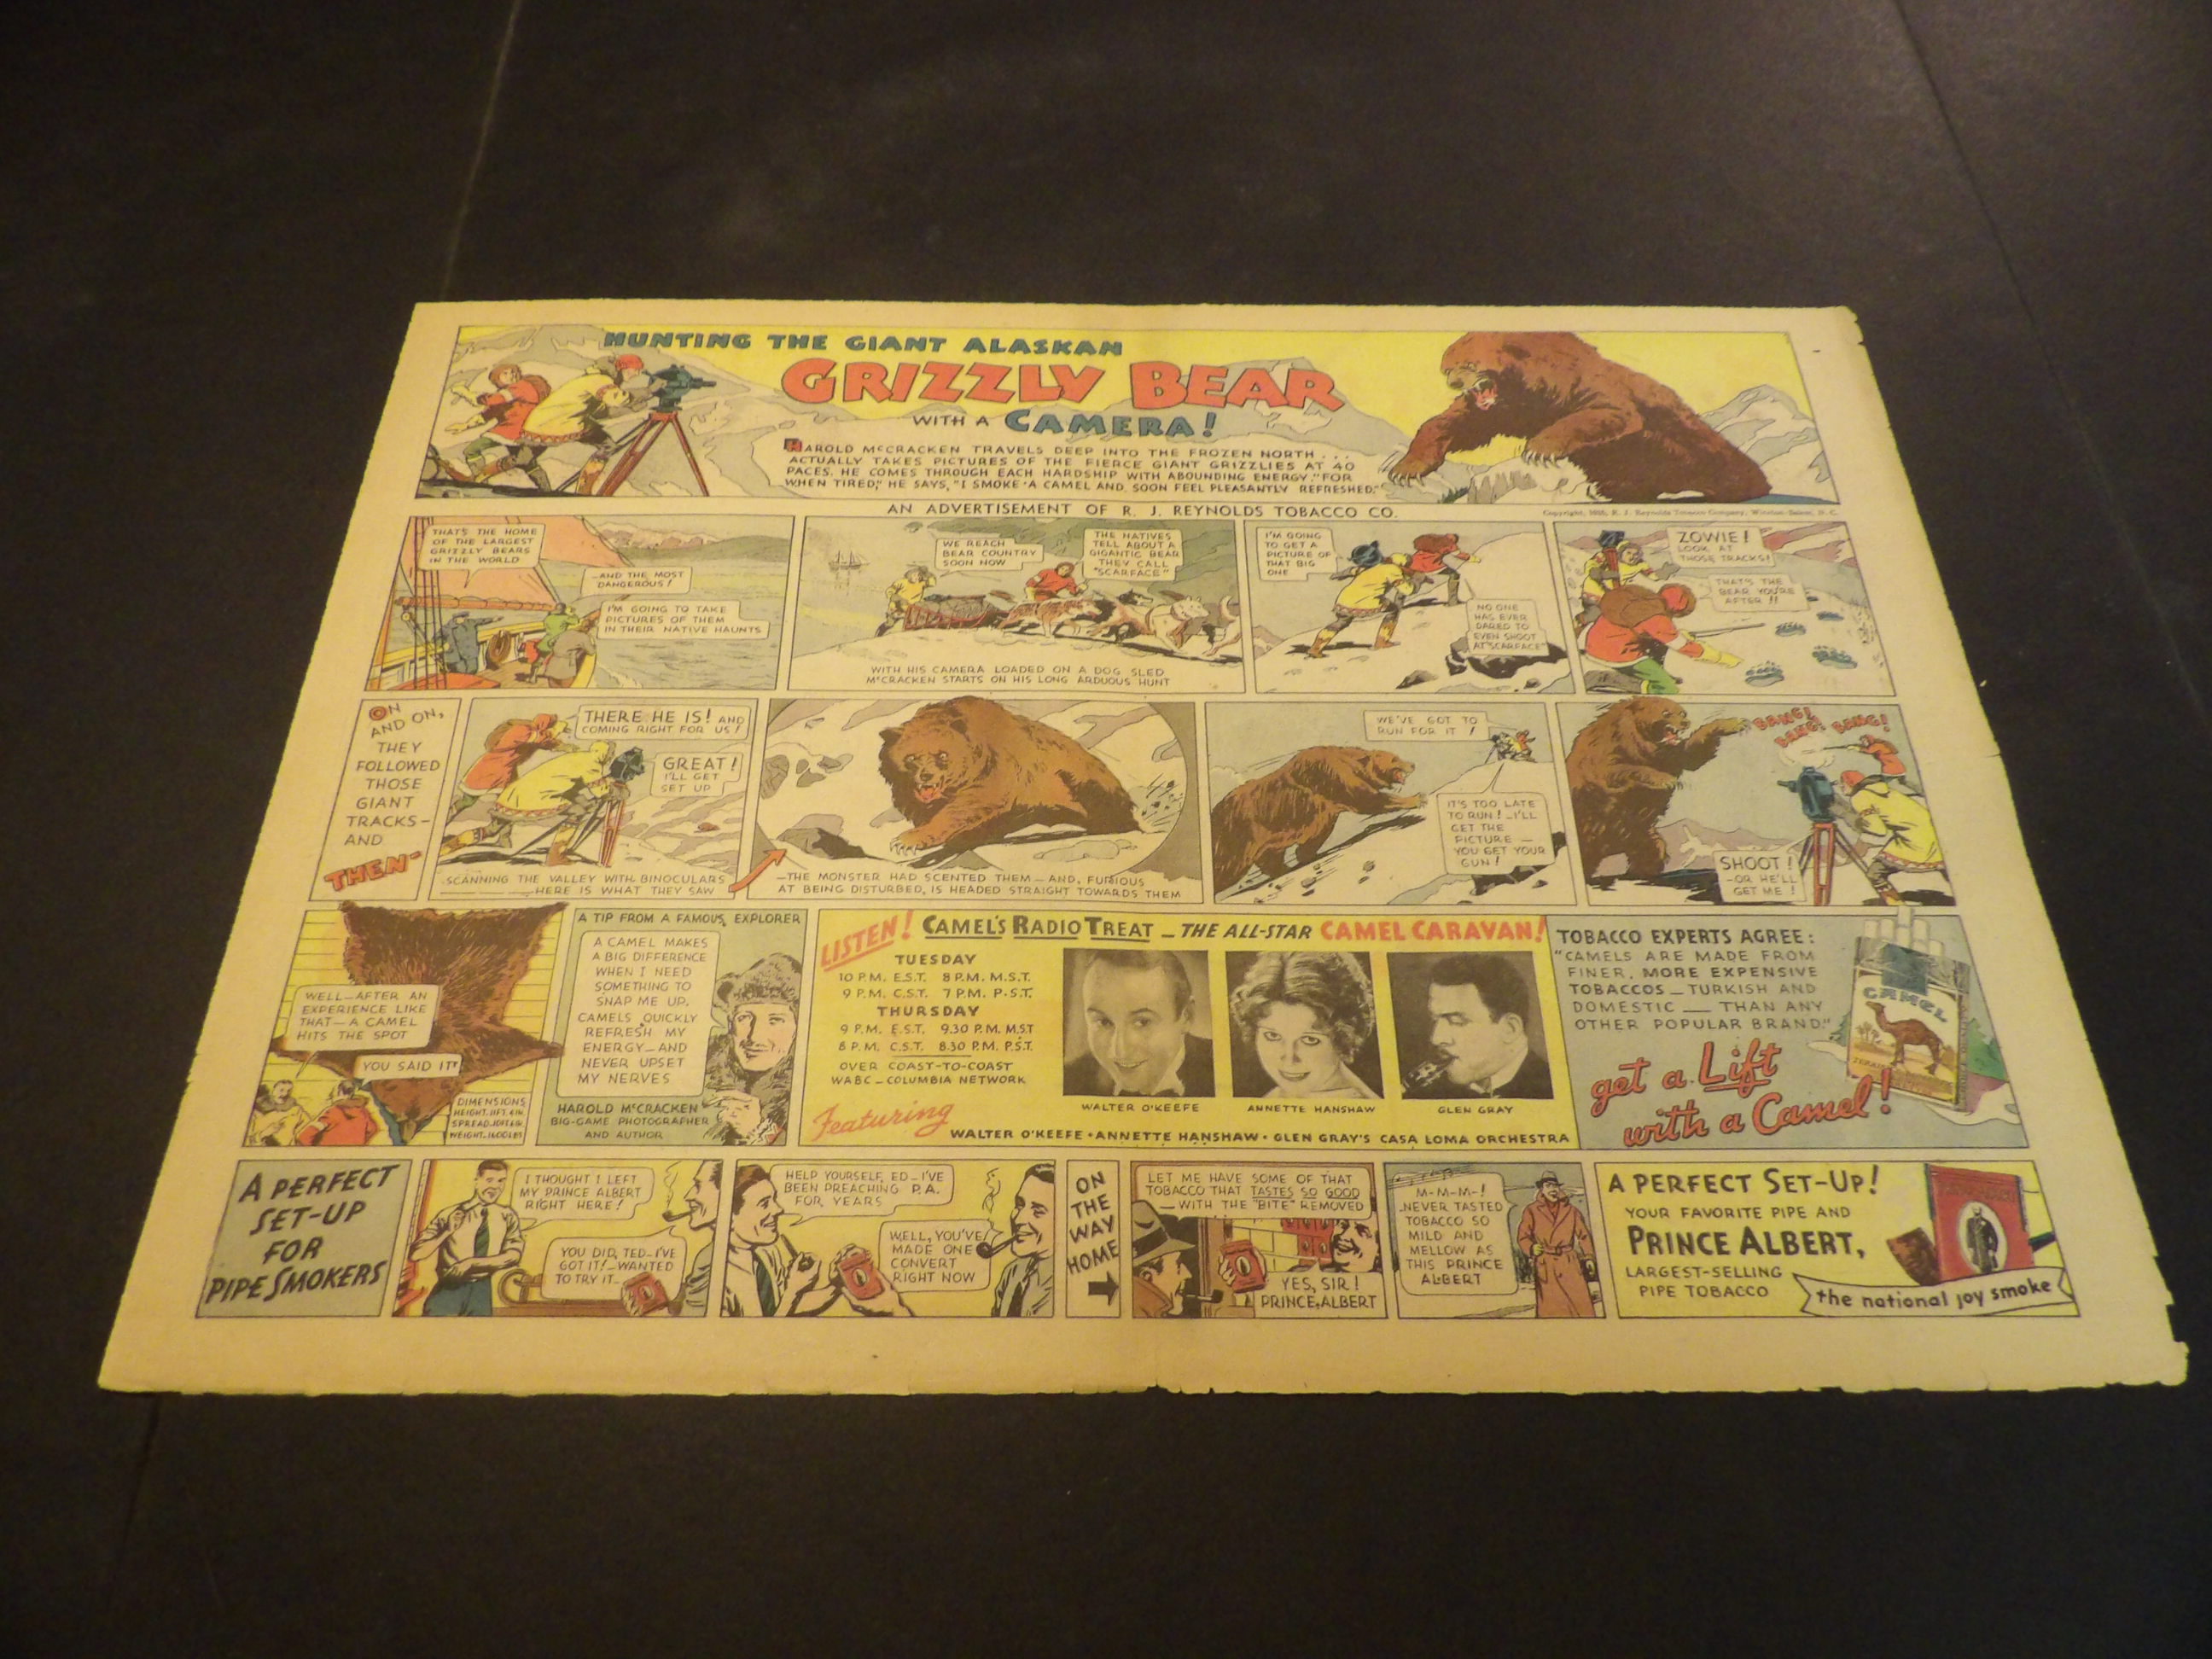 HUNTING THE GIANT ALASKAN
GRIZZLY BEAR
WITH A CAMERA!
HAROLD McCRACKEN TRAVELS DEEP INTO THE FROZEN NORTH...
ACTUALLY TAKES PICTURES OF THE FIERCE GIANT GRIZZLIES AT 40
PACES. HE COMES THROUGH EACH HARDSHIP WITH ABOUNDING ENERGY. "FOR
WHEN TIRED," HE SAYS, "I SMOKE A CAMEL AND SOON FEEL PLEASANTLY REFRESHED."
AN ADVERTISEMENT OF R. J. REYNOLDS TOBACCO CO.
Copyright, 1935, R. J. Reynolds Tobacco Company, Winston-Salem, N. C.
THAT'S THE HOME
OF THE LARGEST
GRIZZLY BEARS
IN THE WORLD
—AND THE MOST
DANGEROUS!
I'M GOING TO TAKE
PICTURES OF THEM
IN THEIR NATIVE HAUNTS
WE REACH
BEAR COUNTRY
SOON NOW
THE NATIVES
TELL ABOUT A
GIGANTIC BEAR
THEY CALL
"SCARFACE"
WITH HIS CAMERA LOADED ON A DOG SLED
McCRACKEN STARTS ON HIS LONG ARDUOUS HUNT
I'M GOING
TO GET A
PICTURE OF
THAT BIG
ONE
NO ONE
HAS EVER
DARED TO
EVEN SHOOT
AT "SCARFACE"
ZOWIE!
LOOK AT
THOSE TRACKS!
THAT'S THE
BEAR YOU'RE
AFTER!!
ON
AND ON,
THEY
FOLLOWED
THOSE
GIANT
TRACKS—
AND
THEN—
THERE HE IS! AND
COMING RIGHT FOR US!
GREAT!
I'LL GET
SET UP
SCANNING THE VALLEY WITH BINOCULARS
HERE IS WHAT THEY SAW
—THE MONSTER HAD SCENTED THEM—AND, FURIOUS
AT BEING DISTURBED, IS HEADED STRAIGHT TOWARDS THEM
WE'VE GOT TO
RUN FOR IT!
IT'S TOO LATE
TO RUN! I'LL
GET THE
PICTURE—
YOU GET YOUR
GUN!
BANG!
BANG! BANG!
SHOOT!
—OR HE'LL
GET ME!
WELL—AFTER AN
EXPERIENCE LIKE
THAT—A CAMEL
HITS THE SPOT
YOU SAID IT!
DIMENSIONS
HEIGHT. 11 FT. 4 IN.
WEIGHT. 1600 LBS
A TIP FROM A FAMOUS EXPLORER
A CAMEL MAKES
A BIG DIFFERENCE
WHEN I NEED
SOMETHING TO
SNAP ME UP.
CAMELS QUICKLY
REFRESH MY
ENERGY—AND
NEVER UPSET
MY NERVES
HAROLD McCRACKEN
BIG-GAME PHOTOGRAPHER
AND AUTHOR
LISTEN! CAMEL'S RADIO TREAT—THE ALL-STAR CAMEL CARAVAN!
TUESDAY
10 P.M. E.S.T. 8 P.M. M.S.T.
9 P.M. C.S.T. 7 P.M. P.S.T.
THURSDAY
9 P.M. E.S.T. 9.30 P.M. M.S.T
8 P.M. C.S.T. 8.30 P.M. P.S.T.
OVER COAST-TO-COAST
WABC—COLUMBIA NETWORK
WALTER O'KEEFE
ANNETTE HANSHAW
GLEN GRAY
Featuring
WALTER O'KEEFE • ANNETTE HANSHAW • GLEN GRAY'S CASA LOMA ORCHESTRA
TOBACCO EXPERTS AGREE:
"CAMELS ARE MADE FROM
FINER, MORE EXPENSIVE
TOBACCOS—TURKISH AND
DOMESTIC—THAN ANY
OTHER POPULAR BRAND."
get a Lift
with a Camel!
CAMEL
A PERFECT
SET-UP
FOR
PIPE SMOKERS
I THOUGHT I LEFT
MY PRINCE ALBERT
RIGHT HERE!
YOU DID, TED—I'VE
GOT IT!—WANTED
TO TRY IT
HELP YOURSELF, ED—I'VE
BEEN PREACHING P.A.
FOR YEARS
WELL, YOU'VE
MADE ONE
CONVERT
RIGHT NOW
ON
THE
WAY
HOME
LET ME HAVE SOME OF THAT
TOBACCO THAT TASTES SO GOOD
—WITH THE "BITE" REMOVED
YES, SIR!
PRINCE ALBERT
M-M-M-!
NEVER TASTED
TOBACCO SO
MILD AND
MELLOW AS
THIS PRINCE
ALBERT
A PERFECT SET-UP!
YOUR FAVORITE PIPE AND
PRINCE ALBERT,
LARGEST-SELLING
PIPE TOBACCO
the national joy smoke